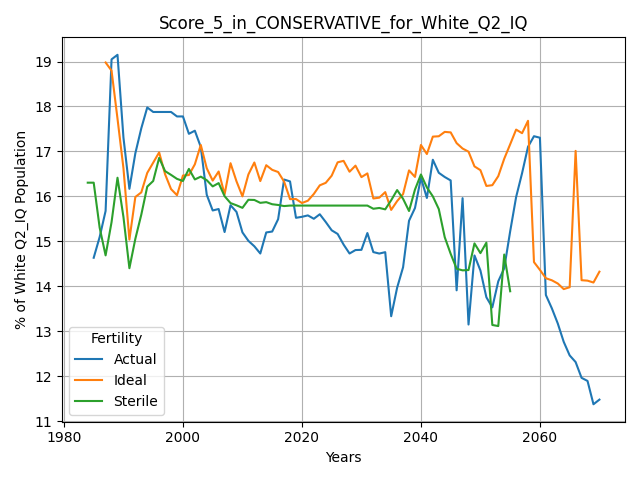 Score_5_in_CONSERVATIVE_for_White_Q2_IQ
% of White Q2_IQ Population
19
18
17
16
15
14
13
12
11
Fertility
Actual
Ideal
Sterile
1980
2000
2020
2040
2060
Years